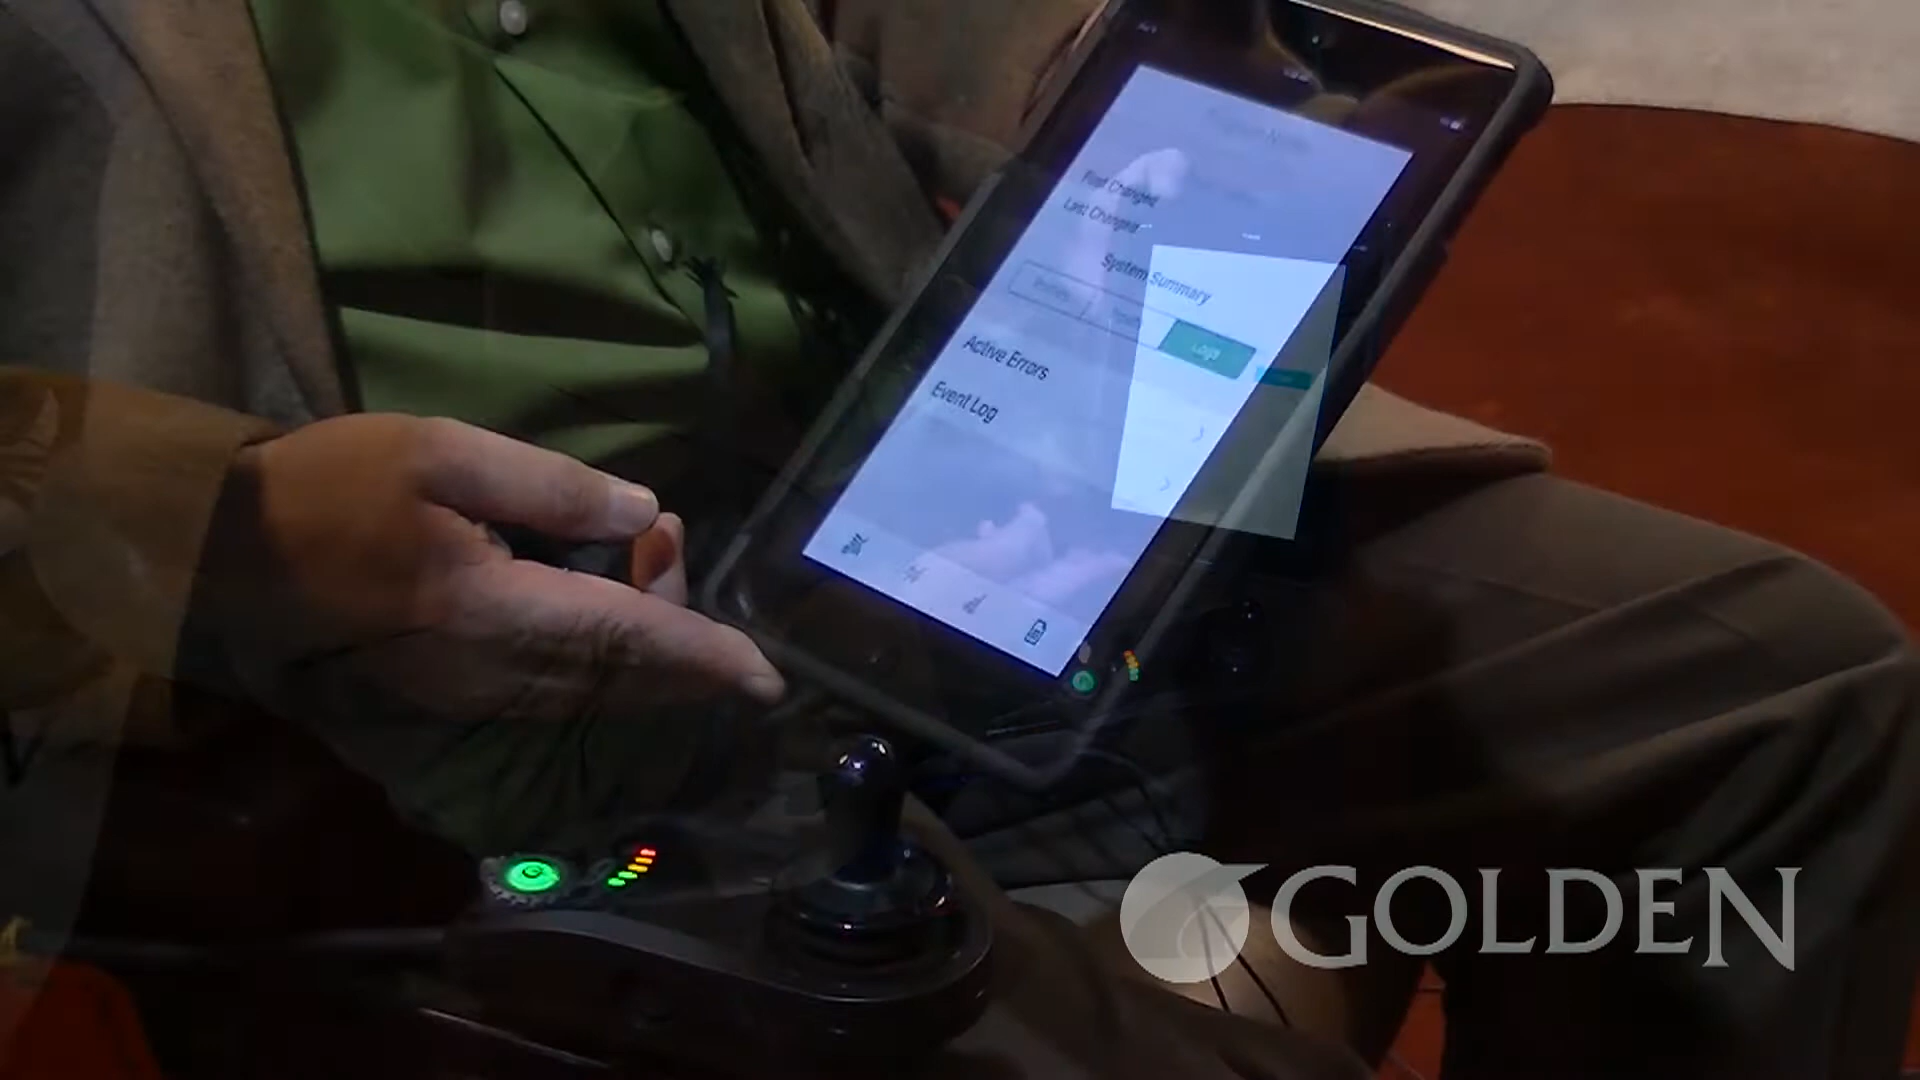 First Changed
Last Changed
System Summary
Logs
Active Errors
Event Log
GOLDEN